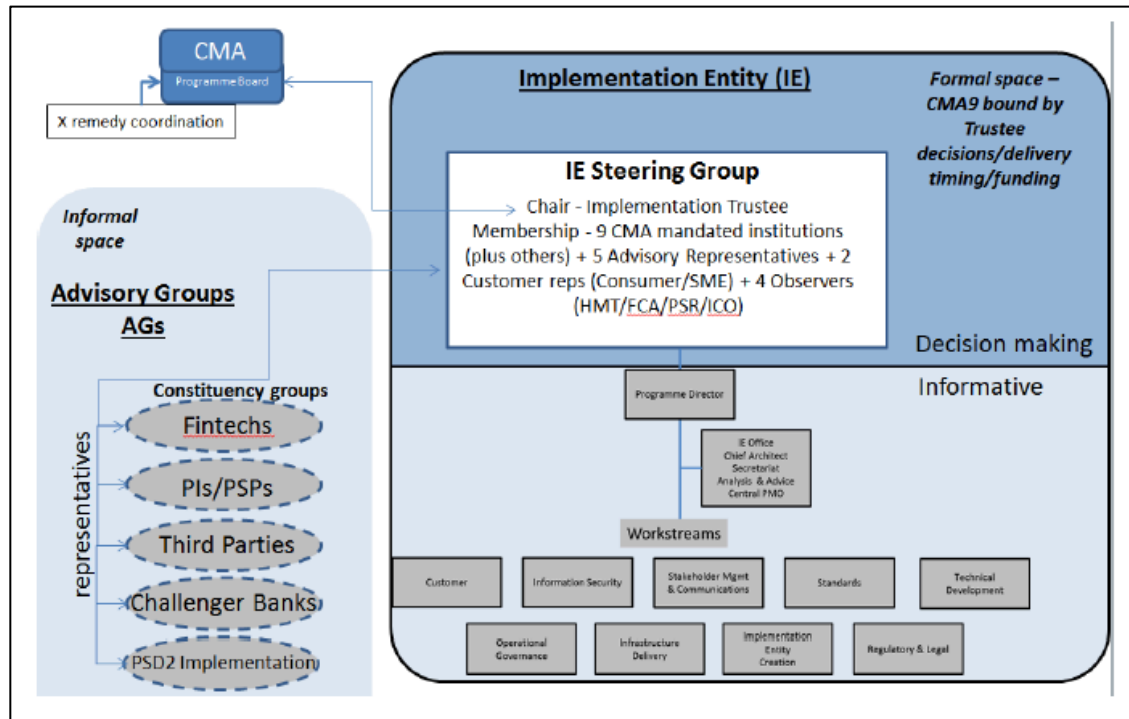 CMA
Programme Board
X remedy coordination
Informal
space
Advisory Groups
AGs
Constituency groups
representatives
Fintechs
PIs/PSPs
Third Parties
Challenger Banks
PSD2 Implementation
Implementation Entity (IE)
Formal space –
CMA9 bound by
Trustee
decisions/delivery
timing/funding
IE Steering Group
Chair - Implementation Trustee
Membership - 9 CMA mandated institutions
(plus others) + 5 Advisory Representatives + 2
Customer reps (Consumer/SME) + 4 Observers
(HMT/FCA/PSR/ICO)
Decision making
Informative
Programme Director
IE Office
Chief Architect
Secretariat
Analysis & Advice
Central PMO
Workstreams
Customer
Information Security
Stakeholder Mgmt
& Communications
Standards
Technical
Development
Operational
Governance
Infrastructure
Delivery
Implementation
Entity
Creation
Regulatory & Legal